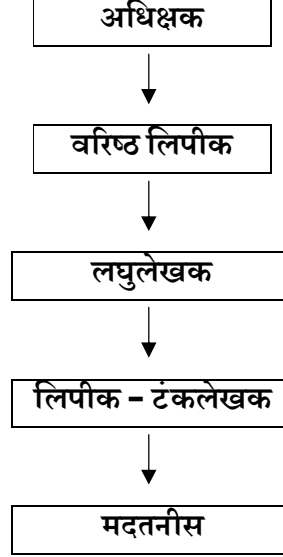 अधिक्षक
वरिष्ठ लिपीक
लघुलेखक
लिपीक – टंकलेखक
मदतनीस